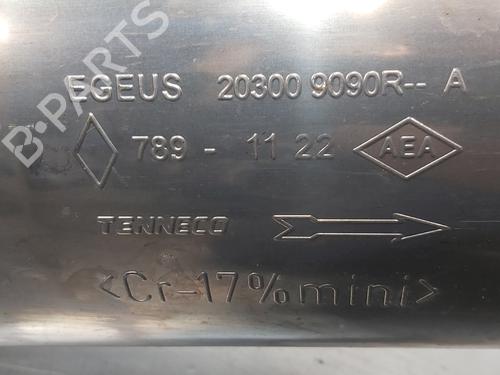 B-PARTS
EGEUS 20300 9090R-- A
789 - 11 22 AEA
TENNECO
<Cr-17%mini>